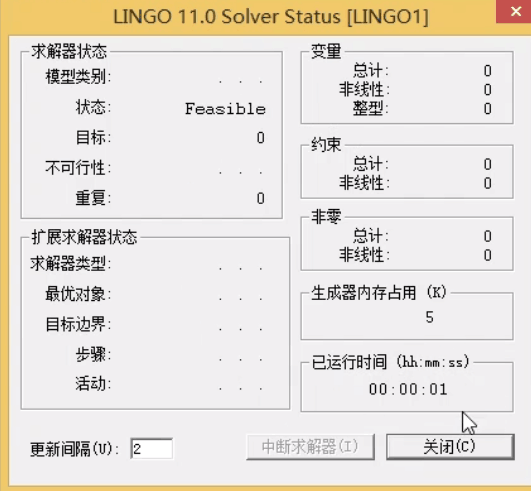 LINGO 11.0 Solver Status [LINGO1]
求解器状态
模型类别: . . .
状态: Feasible
目标: 0
不可行性: . . .
重复: 0
扩展求解器状态
求解器类型: . . .
最优对象: . . .
目标边界: . . .
步骤: . . .
活动: . . .
变量
总计: 0
非线性: 0
整型: 0
约束
总计: 0
非线性: 0
非零
总计: 0
非线性: 0
生成器内存占用 (K)
5
已运行时间 (hh:mm:ss)
00:00:01
更新间隔(U): 2
中断求解器(I)
关闭(C)